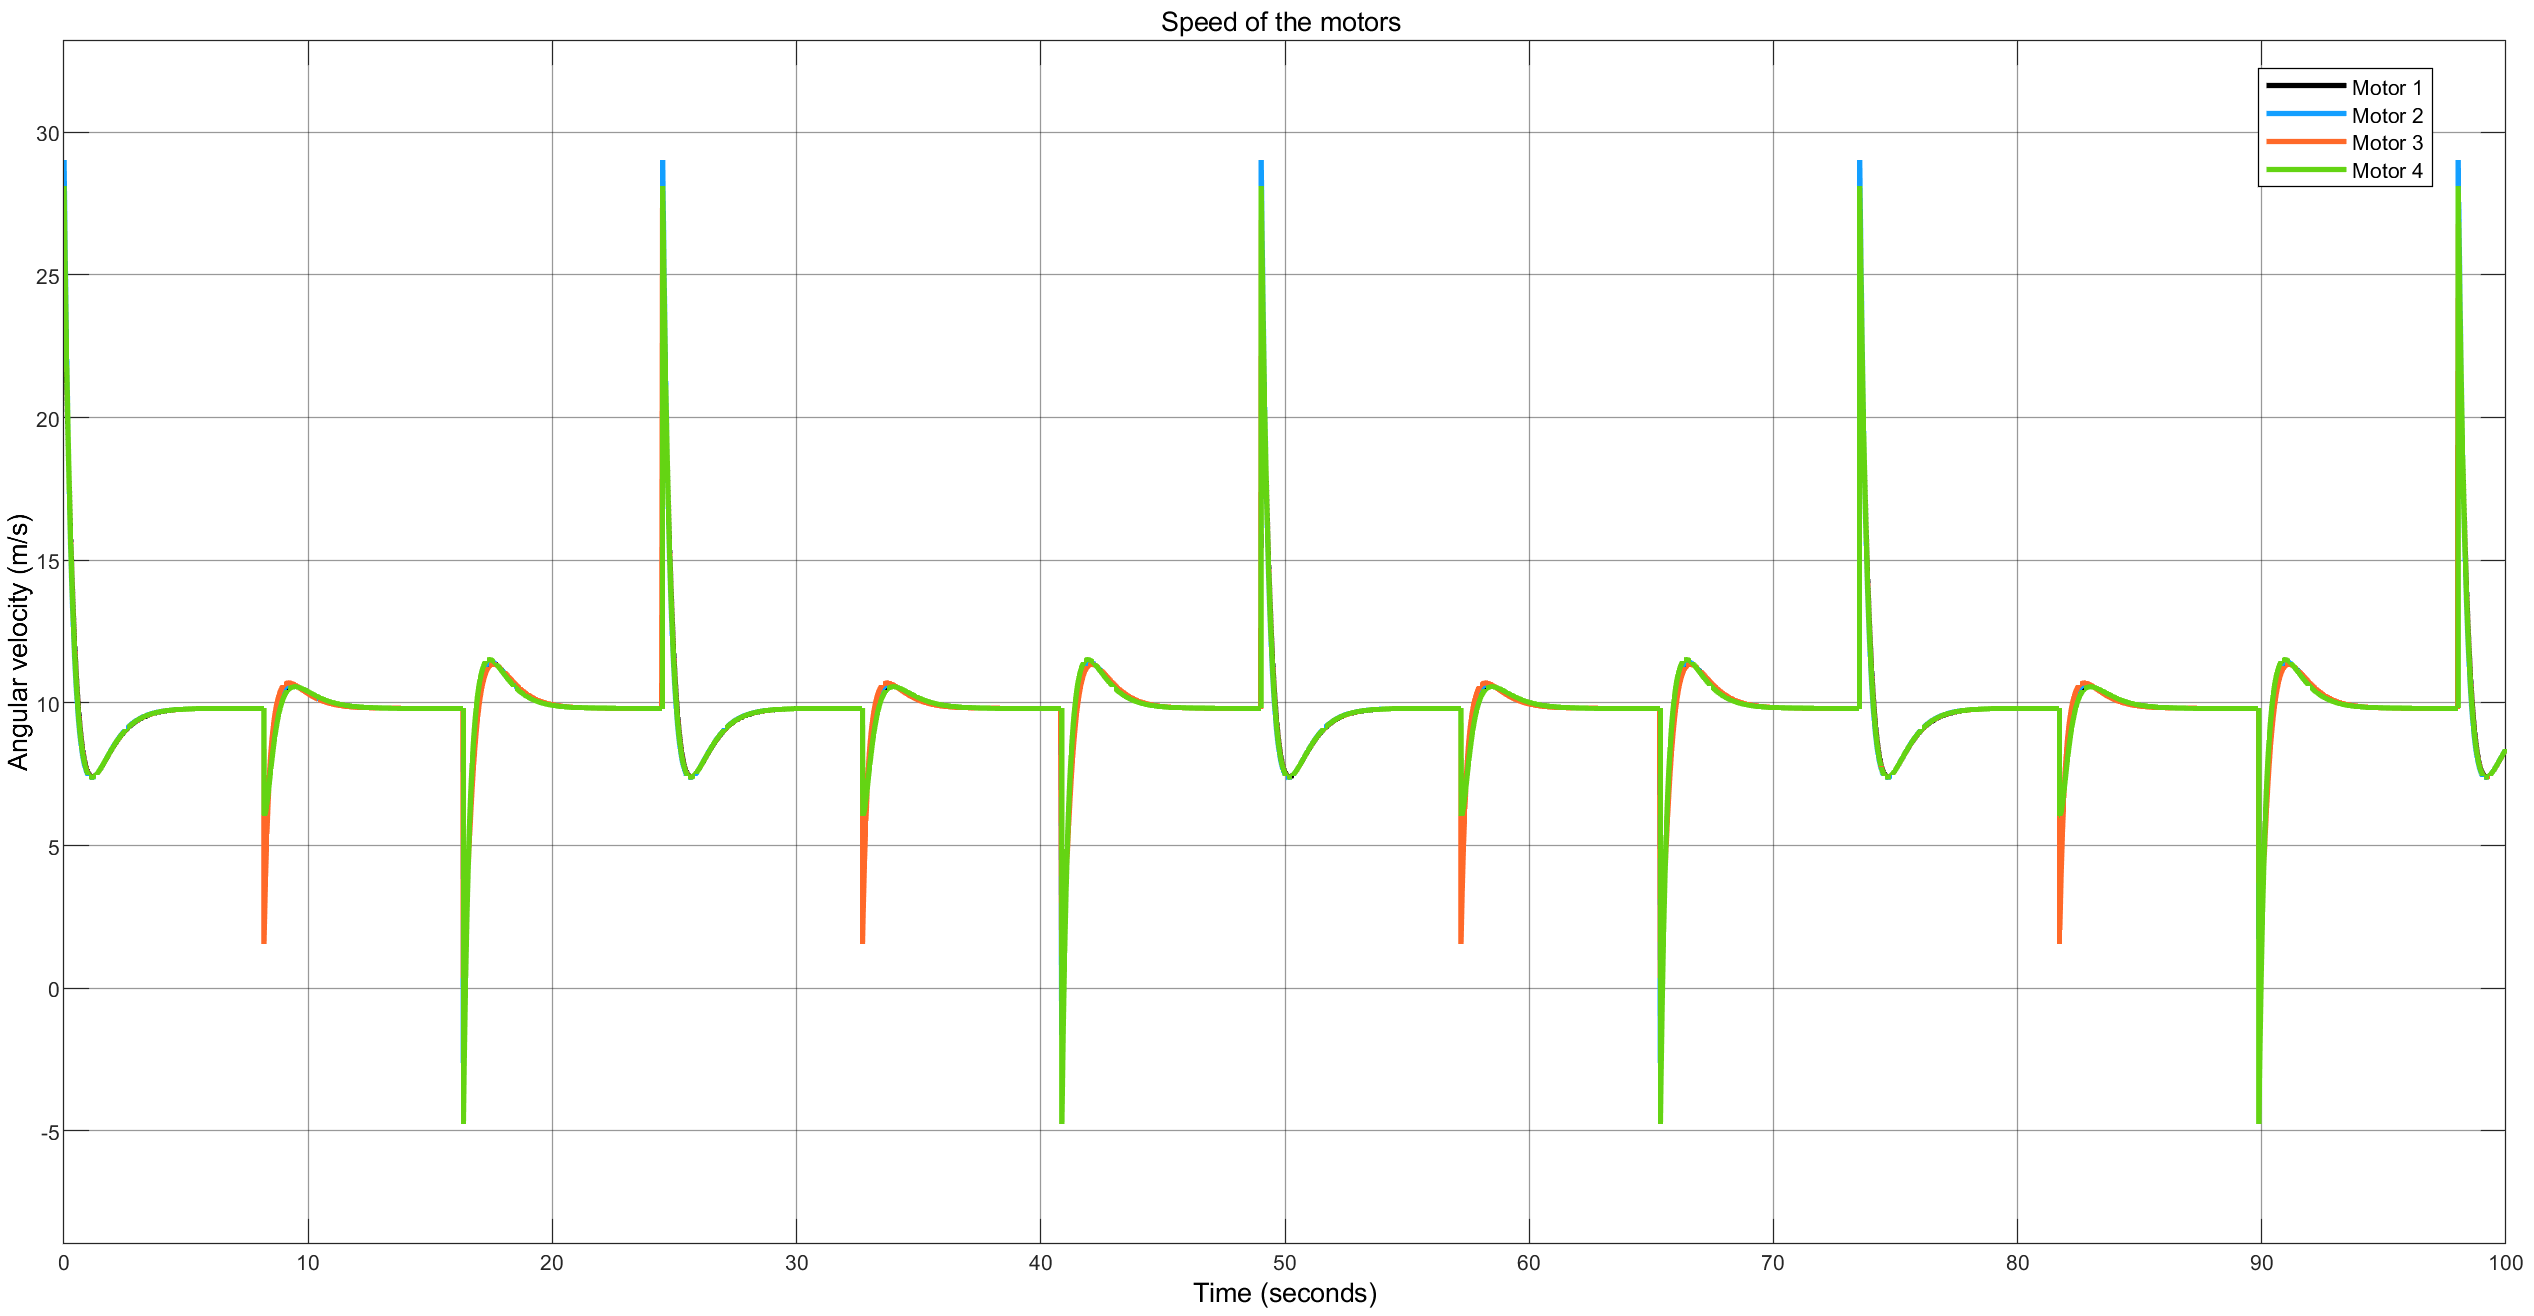 Speed of the motors
Angular velocity (m/s)
30
25
20
15
10
5
0
-5
Motor 1
Motor 2
Motor 3
Motor 4
0 10 20 30 40 50 60 70 80 90 100
Time (seconds)